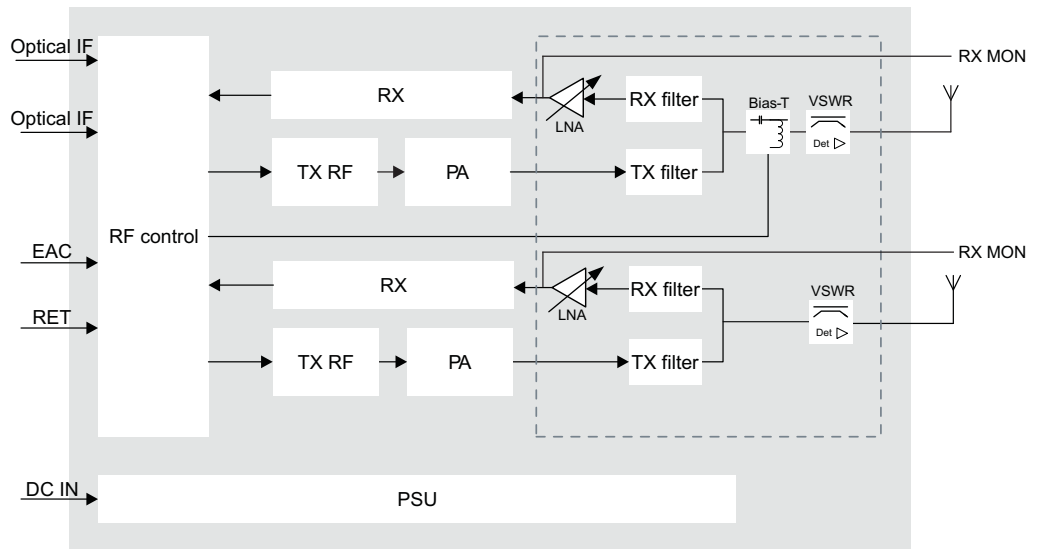 Optical IF
RX MON
RX
RX filter
Bias-T
VSWR
LNA
Optical IF
Det
TX RF
PA
TX filter
RF control
EAC
RX MON
RX
RX filter
VSWR
LNA
RET
Det
TX RF
PA
TX filter
DC IN
PSU